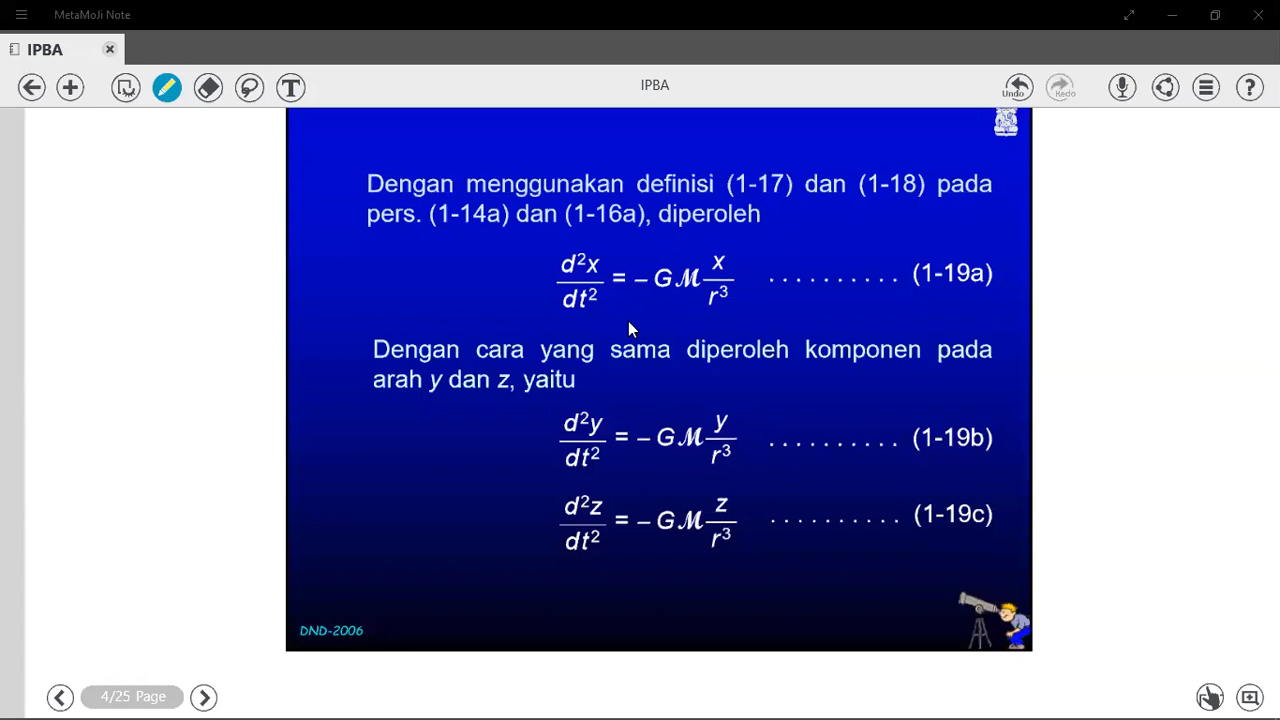 MetaMoJi Note
IPBA
IPBA
Undo
Redo
Dengan menggunakan definisi (1-17) dan (1-18) pada
pers. (1-14a) dan (1-16a), diperoleh
d²x/dt² = – GM x/r³ . . . . . . . . . . (1-19a)
Dengan cara yang sama diperoleh komponen pada
arah y dan z, yaitu
d²y/dt² = – GM y/r³ . . . . . . . . . . (1-19b)
d²z/dt² = – GM z/r³ . . . . . . . . . . (1-19c)
DND-2006
4/25 Page